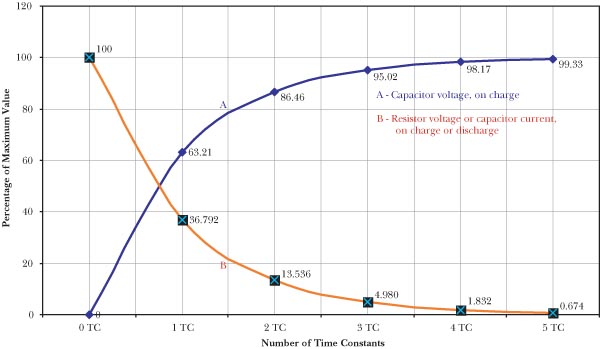 120
100
80
60
40
20
0
Percentage of Maximum Value
100
63.21
86.46
95.02
98.17
99.33
A
A - Capacitor voltage, on charge
B - Resistor voltage or capacitor current,
on charge or discharge
36.792
13.536
4.980
1.832
0.674
B
0
0 TC
1 TC
2 TC
3 TC
4 TC
5 TC
Number of Time Constants